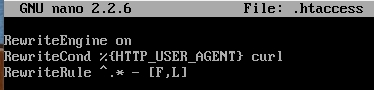 GNU nano 2.2.6 File: .htaccess
RewriteEngine on
RewriteCond %{HTTP_USER_AGENT} curl
RewriteRule ^.* - [F,L]